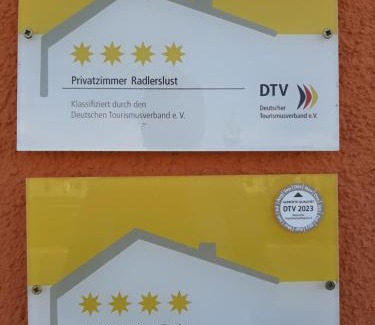 Privatzimmer Radlerslust
Klassifiziert durch den
Deutschen Tourismusverband e. V.
DTV
Deutscher
Tourismusverband e.V.
DTV 2023